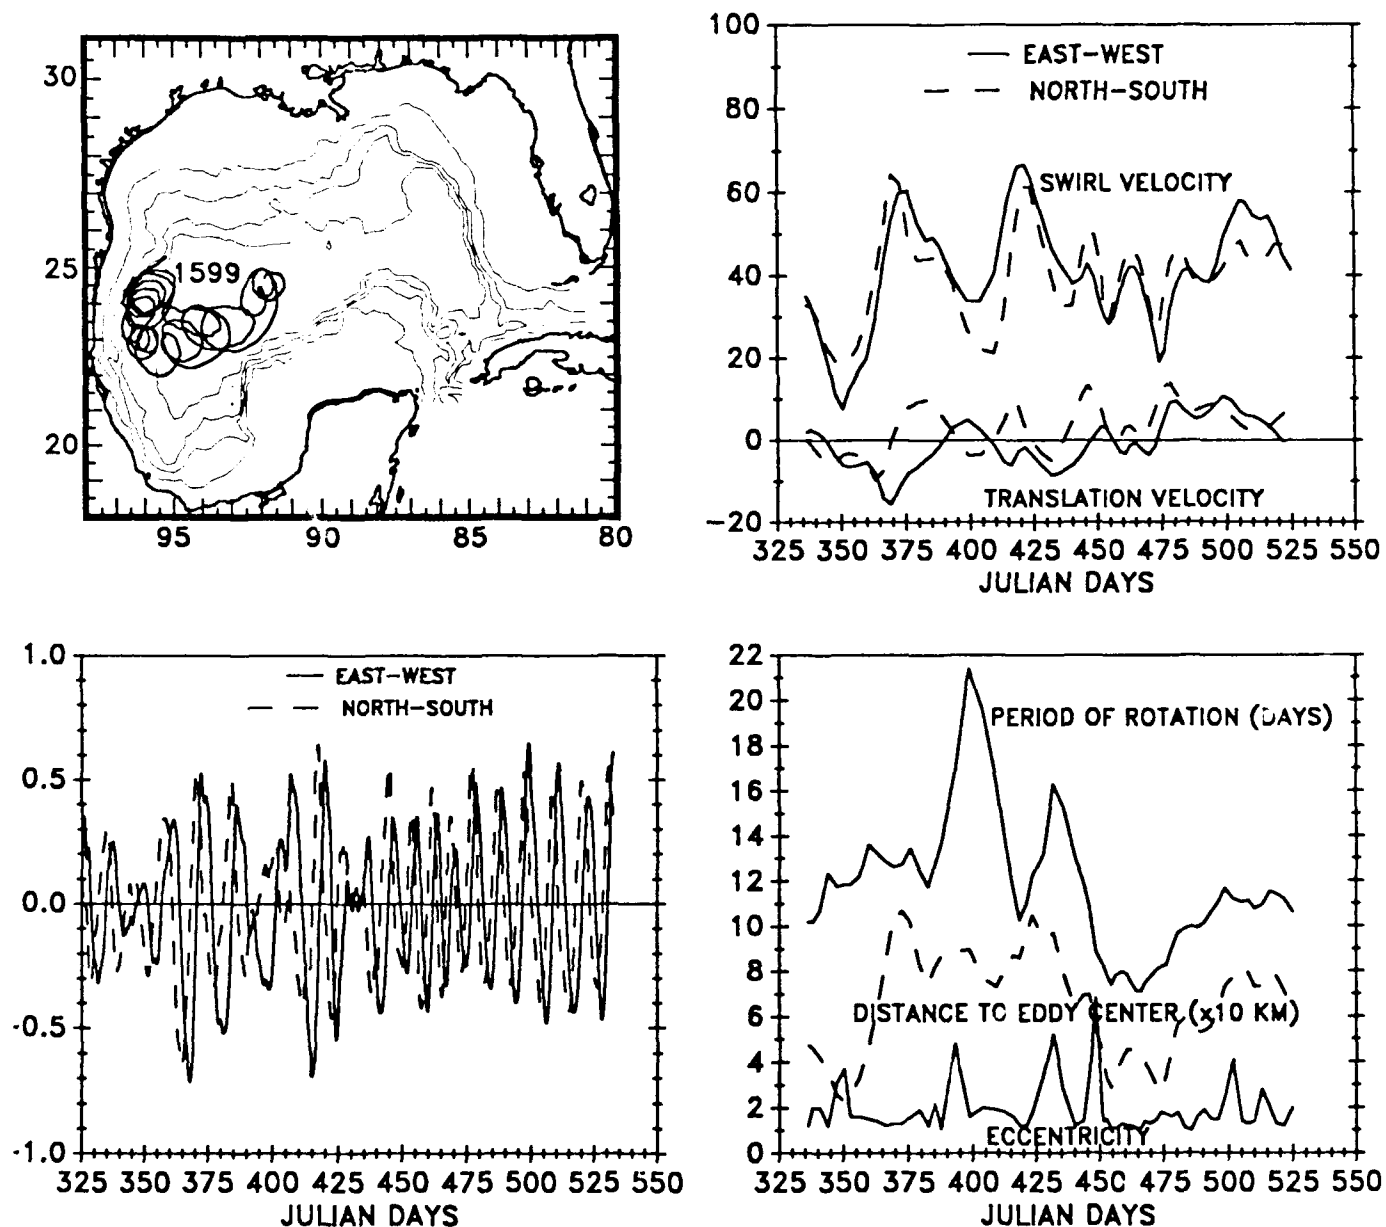 30
25
20
1599
95 90 85 80
100
80
60
40
20
0
−20
EAST−WEST
NORTH−SOUTH
SWIRL VELOCITY
TRANSLATION VELOCITY
325 350 375 400 425 450 475 500 525 550
JULIAN DAYS
1.0
0.5
0.0
-0.5
-1.0
EAST−WEST
NORTH−SOUTH
325 350 375 400 425 450 475 500 525 550
JULIAN DAYS
22
20
18
16
14
12
10
8
6
4
2
0
PERIOD OF ROTATION (DAYS)
DISTANCE TO EDDY CENTER (x10 KM)
ECCENTRICITY
325 350 375 400 425 450 475 500 525 550
JULIAN DAYS